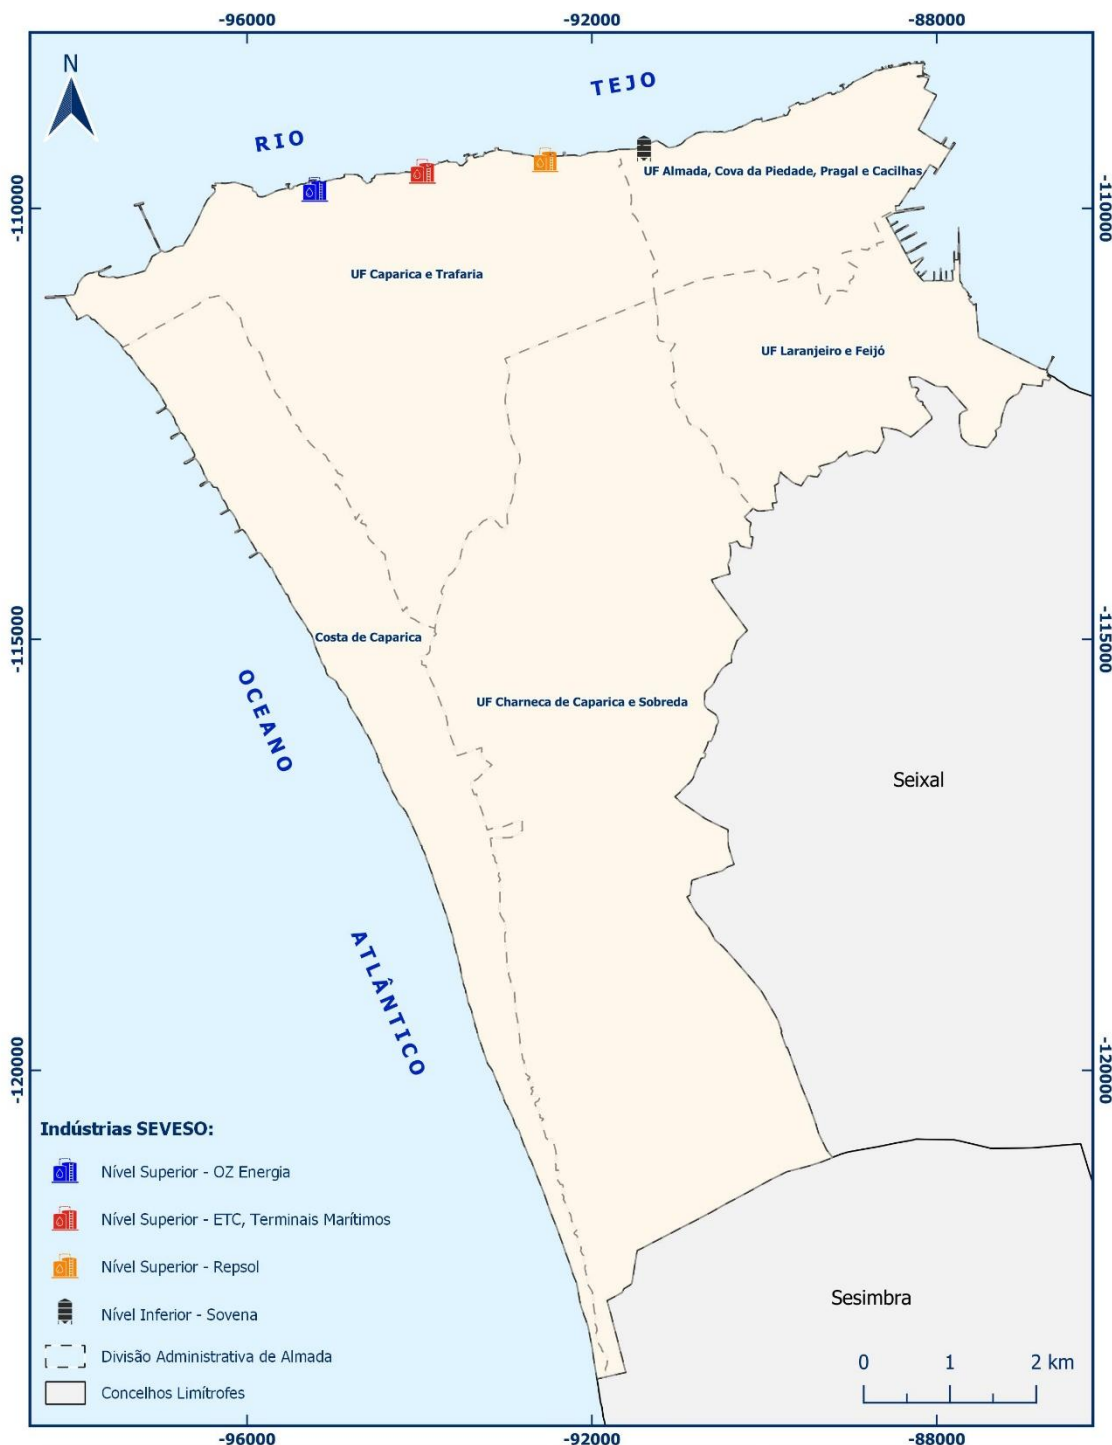 -96000
-92000
-88000
N
RIO
TEJO
UF Almada, Cova da Piedade, Pragal e Cacilhas
-110000
-110000
UF Caparica e Trafaria
UF Laranjeiro e Feijó
Costa de Caparica
-115000
-115000
OCEANO
UF Charneca de Caparica e Sobreda
Seixal
ATLÂNTICO
-120000
-120000
Indústrias SEVESO:
Nível Superior - OZ Energia
Nível Superior - ETC, Terminais Marítimos
Nível Superior - Repsol
Nível Inferior - Sovena
Divisão Administrativa de Almada
Concelhos Limítrofes
Sesimbra
0 1 2 km
-96000
-92000
-88000